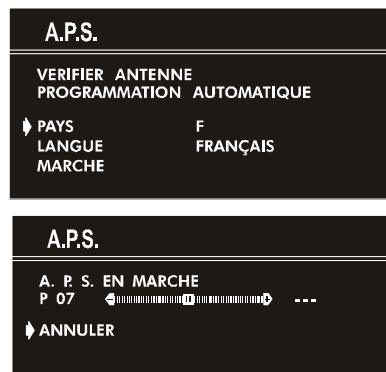 A.P.S.
VERIFIER ANTENNE
PROGRAMMATION AUTOMATIQUE
PAYS F
LANGUE FRANÇAIS
MARCHE
A.P.S.
A. P. S. EN MARCHE
P 07 ---
ANNULER